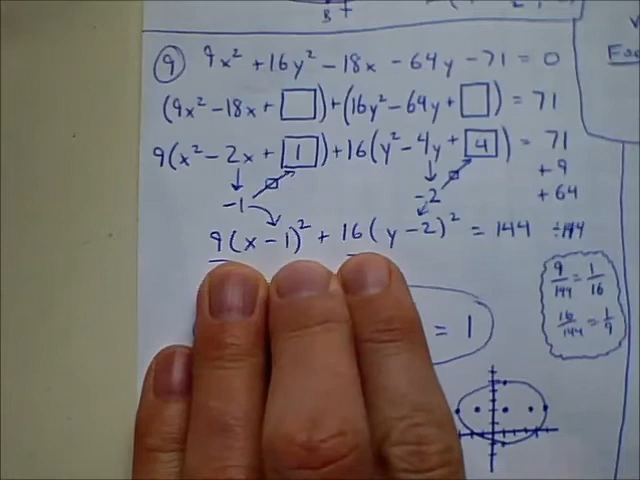 B
⑨ 9x² + 16y² - 18x - 64y - 71 = 0
(9x² - 18x + □) + (16y² - 64y + □) = 71
9(x² - 2x + 1) + 16(y² - 4y + 4) = 71
+ 9
-1 -2 + 64
9(x - 1)² + 16(y - 2)² = 144 ÷144
9/144 = 1/16
16/144 = 1/9
= 1